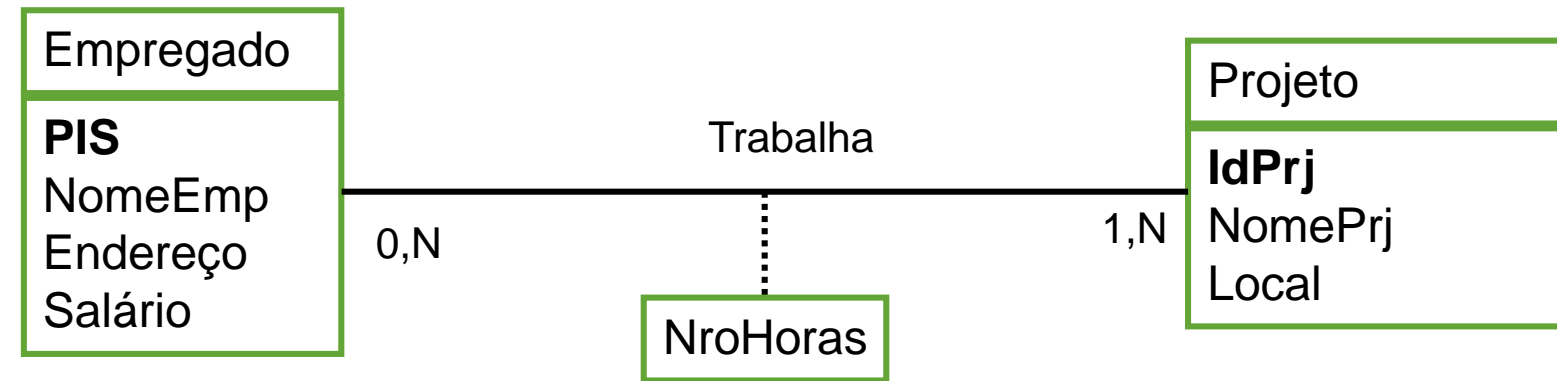 Empregado
PIS
NomeEmp
Endereço
Salário
Trabalha
0,N
1,N
NroHoras
Projeto
IdPrj
NomePrj
Local